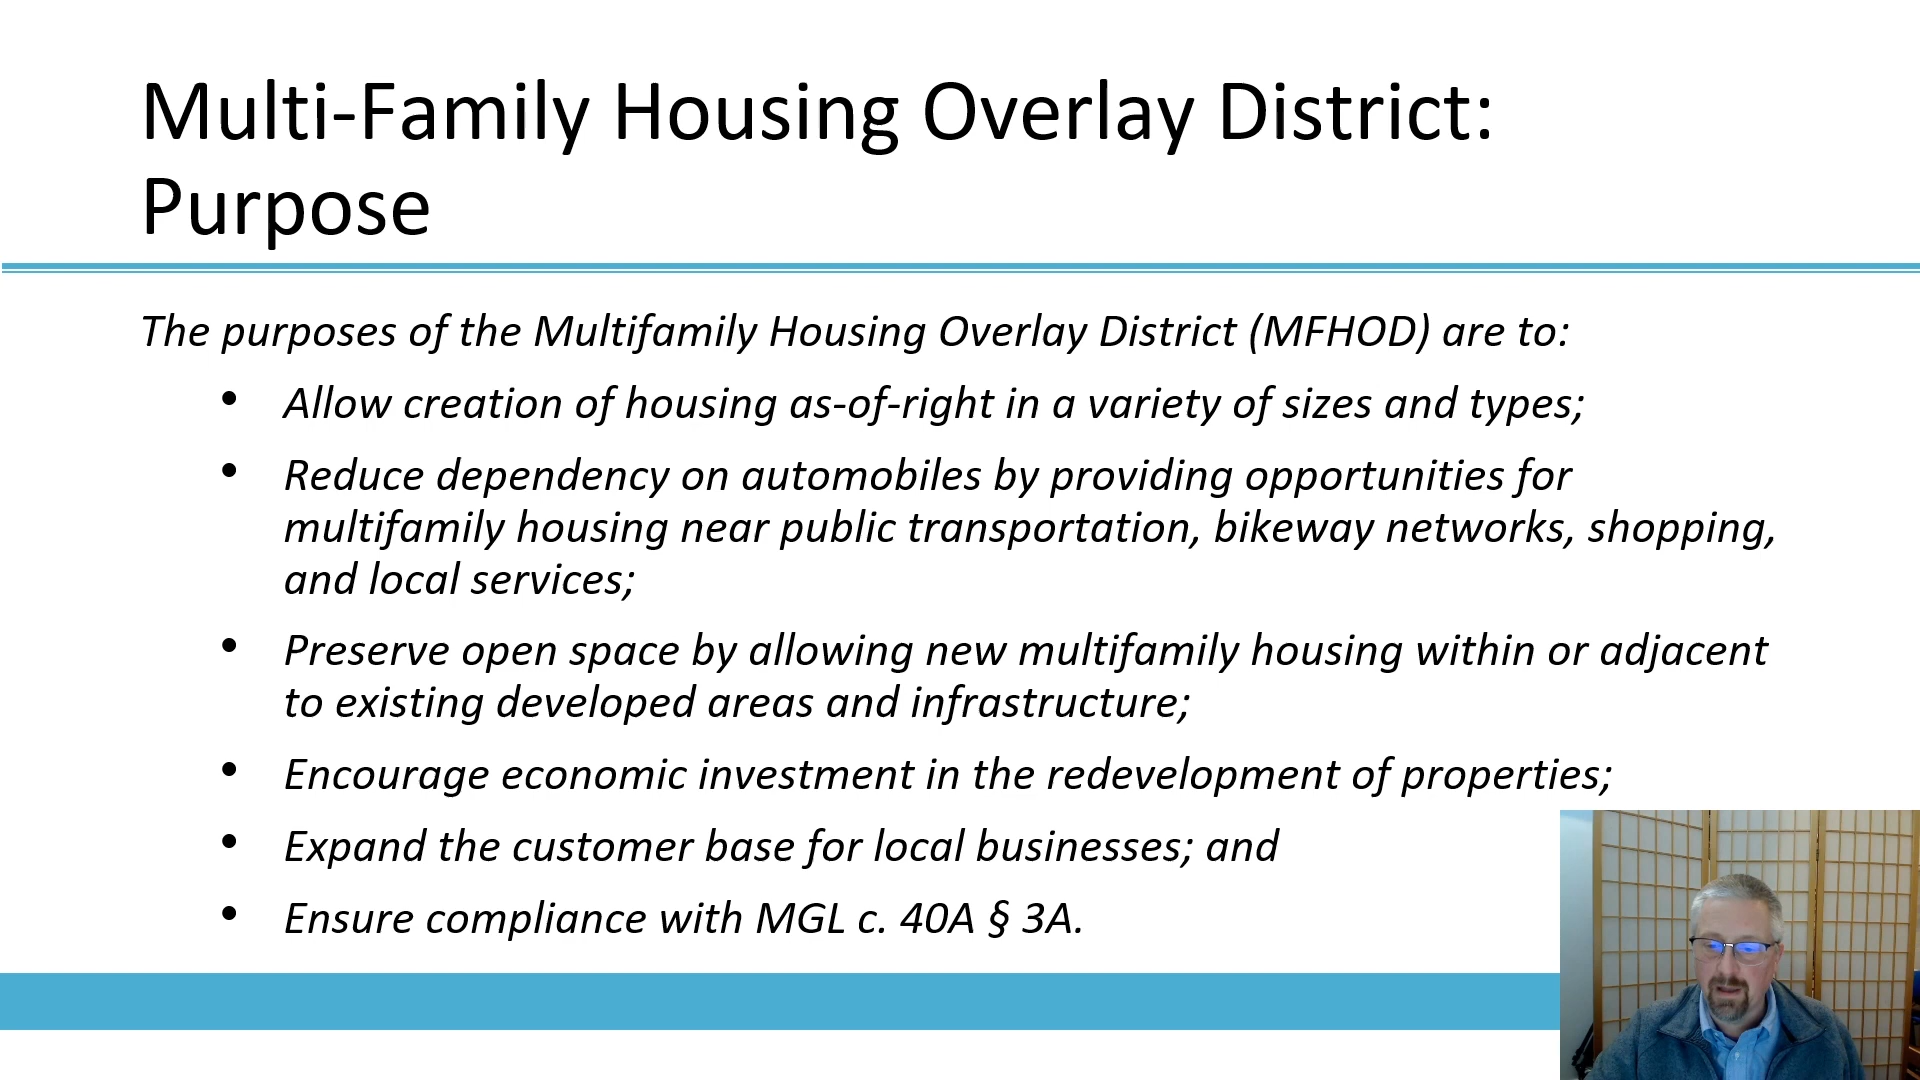 Multi-Family Housing Overlay District:
Purpose
The purposes of the Multifamily Housing Overlay District (MFHOD) are to:
• Allow creation of housing as-of-right in a variety of sizes and types;
• Reduce dependency on automobiles by providing opportunities for
multifamily housing near public transportation, bikeway networks, shopping,
and local services;
• Preserve open space by allowing new multifamily housing within or adjacent
to existing developed areas and infrastructure;
• Encourage economic investment in the redevelopment of properties;
• Expand the customer base for local businesses; and
• Ensure compliance with MGL c. 40A § 3A.